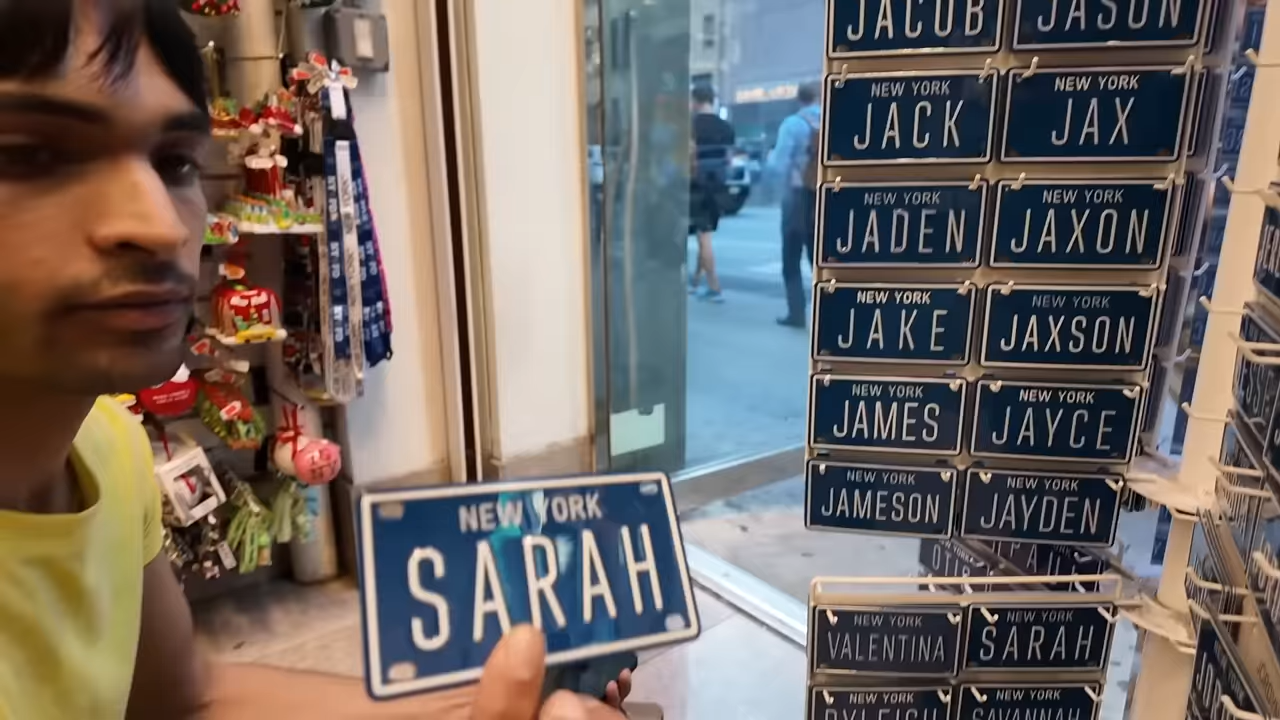 JACOB
JASON
NEW YORK
JACK
NEW YORK
JAX
NEW YORK
JADEN
NEW YORK
JAXON
NEW YORK
JAKE
NEW YORK
JAXSON
NEW YORK
JAMES
NEW YORK
JAYCE
NEW YORK
JAMESON
NEW YORK
JAYDEN
NEW YORK
SARAH
NEW YORK
VALENTINA
NEW YORK
SARAH
NEW YORK
RYLEIGH
NEW YORK
SAVANNAH